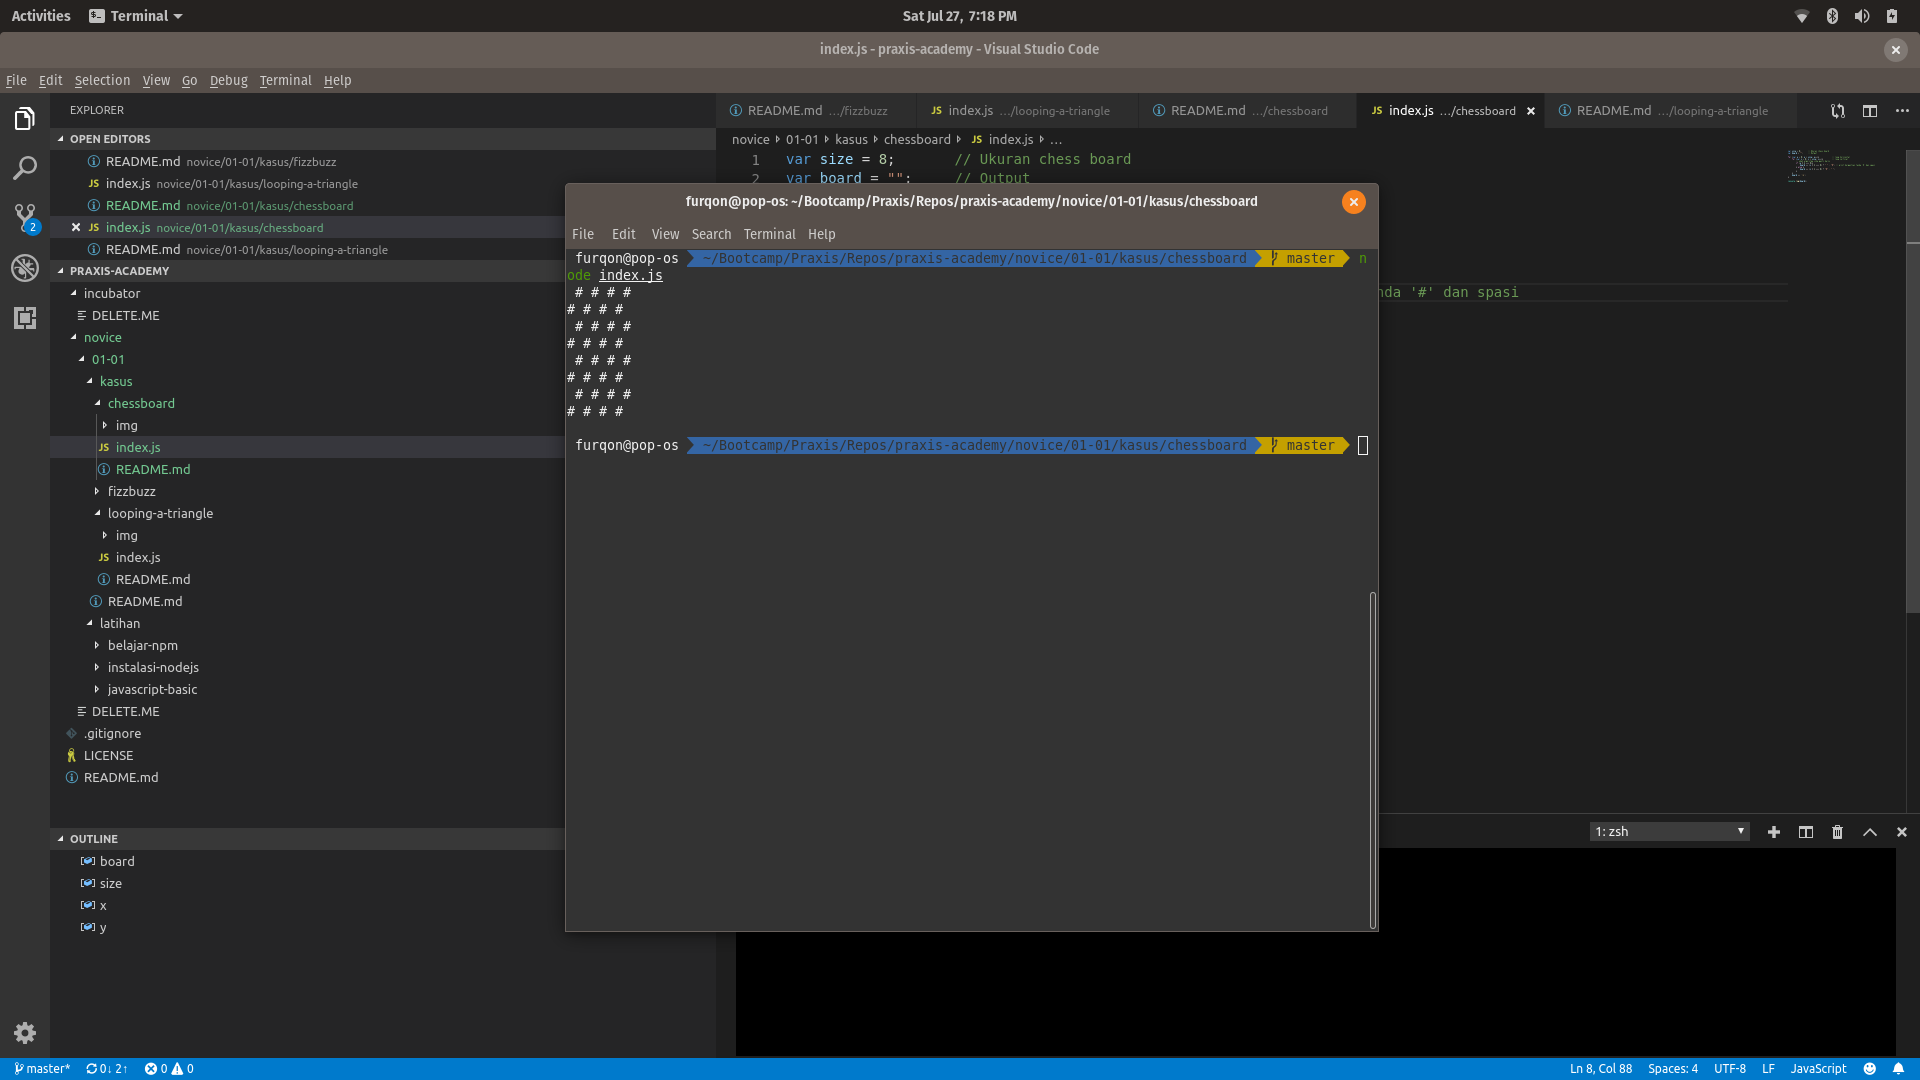 Activities Terminal Sat Jul 27, 7:18 PM
index.js - praxis-academy - Visual Studio Code
File Edit Selection View Go Debug Terminal Help
EXPLORER
OPEN EDITORS
README.md novice/01-01/kasus/fizzbuzz
JS index.js novice/01-01/kasus/looping-a-triangle
README.md novice/01-01/kasus/chessboard
JS index.js novice/01-01/kasus/chessboard
README.md novice/01-01/kasus/looping-a-triangle
PRAXIS-ACADEMY
incubator
DELETE.ME
novice
01-01
kasus
chessboard
img
JS index.js
README.md
fizzbuzz
looping-a-triangle
img
JS index.js
README.md
README.md
latihan
belajar-npm
instalasi-nodejs
javascript-basic
DELETE.ME
.gitignore
LICENSE
README.md
OUTLINE
board
size
x
y
2
README.md .../fizzbuzz JS index.js .../looping-a-triangle README.md .../chessboard JS index.js .../chessboard README.md .../looping-a-triangle
novice 01-01 kasus chessboard JS index.js ...
1 var size = 8; // Ukuran chess board
2 var board = ""; // Output
'#' dan spasi
furqon@pop-os: ~/Bootcamp/Praxis/Repos/praxis-academy/novice/01-01/kasus/chessboard
File Edit View Search Terminal Help
furqon@pop-os ~/Bootcamp/Praxis/Repos/praxis-academy/novice/01-01/kasus/chessboard master n
ode index.js
 # # # #
# # # #
 # # # #
# # # #
 # # # #
# # # #
 # # # #
# # # #
furqon@pop-os ~/Bootcamp/Praxis/Repos/praxis-academy/novice/01-01/kasus/chessboard master
1: zsh
master* 0↓ 2↑ 0 0 Ln 8, Col 88 Spaces: 4 UTF-8 LF JavaScript